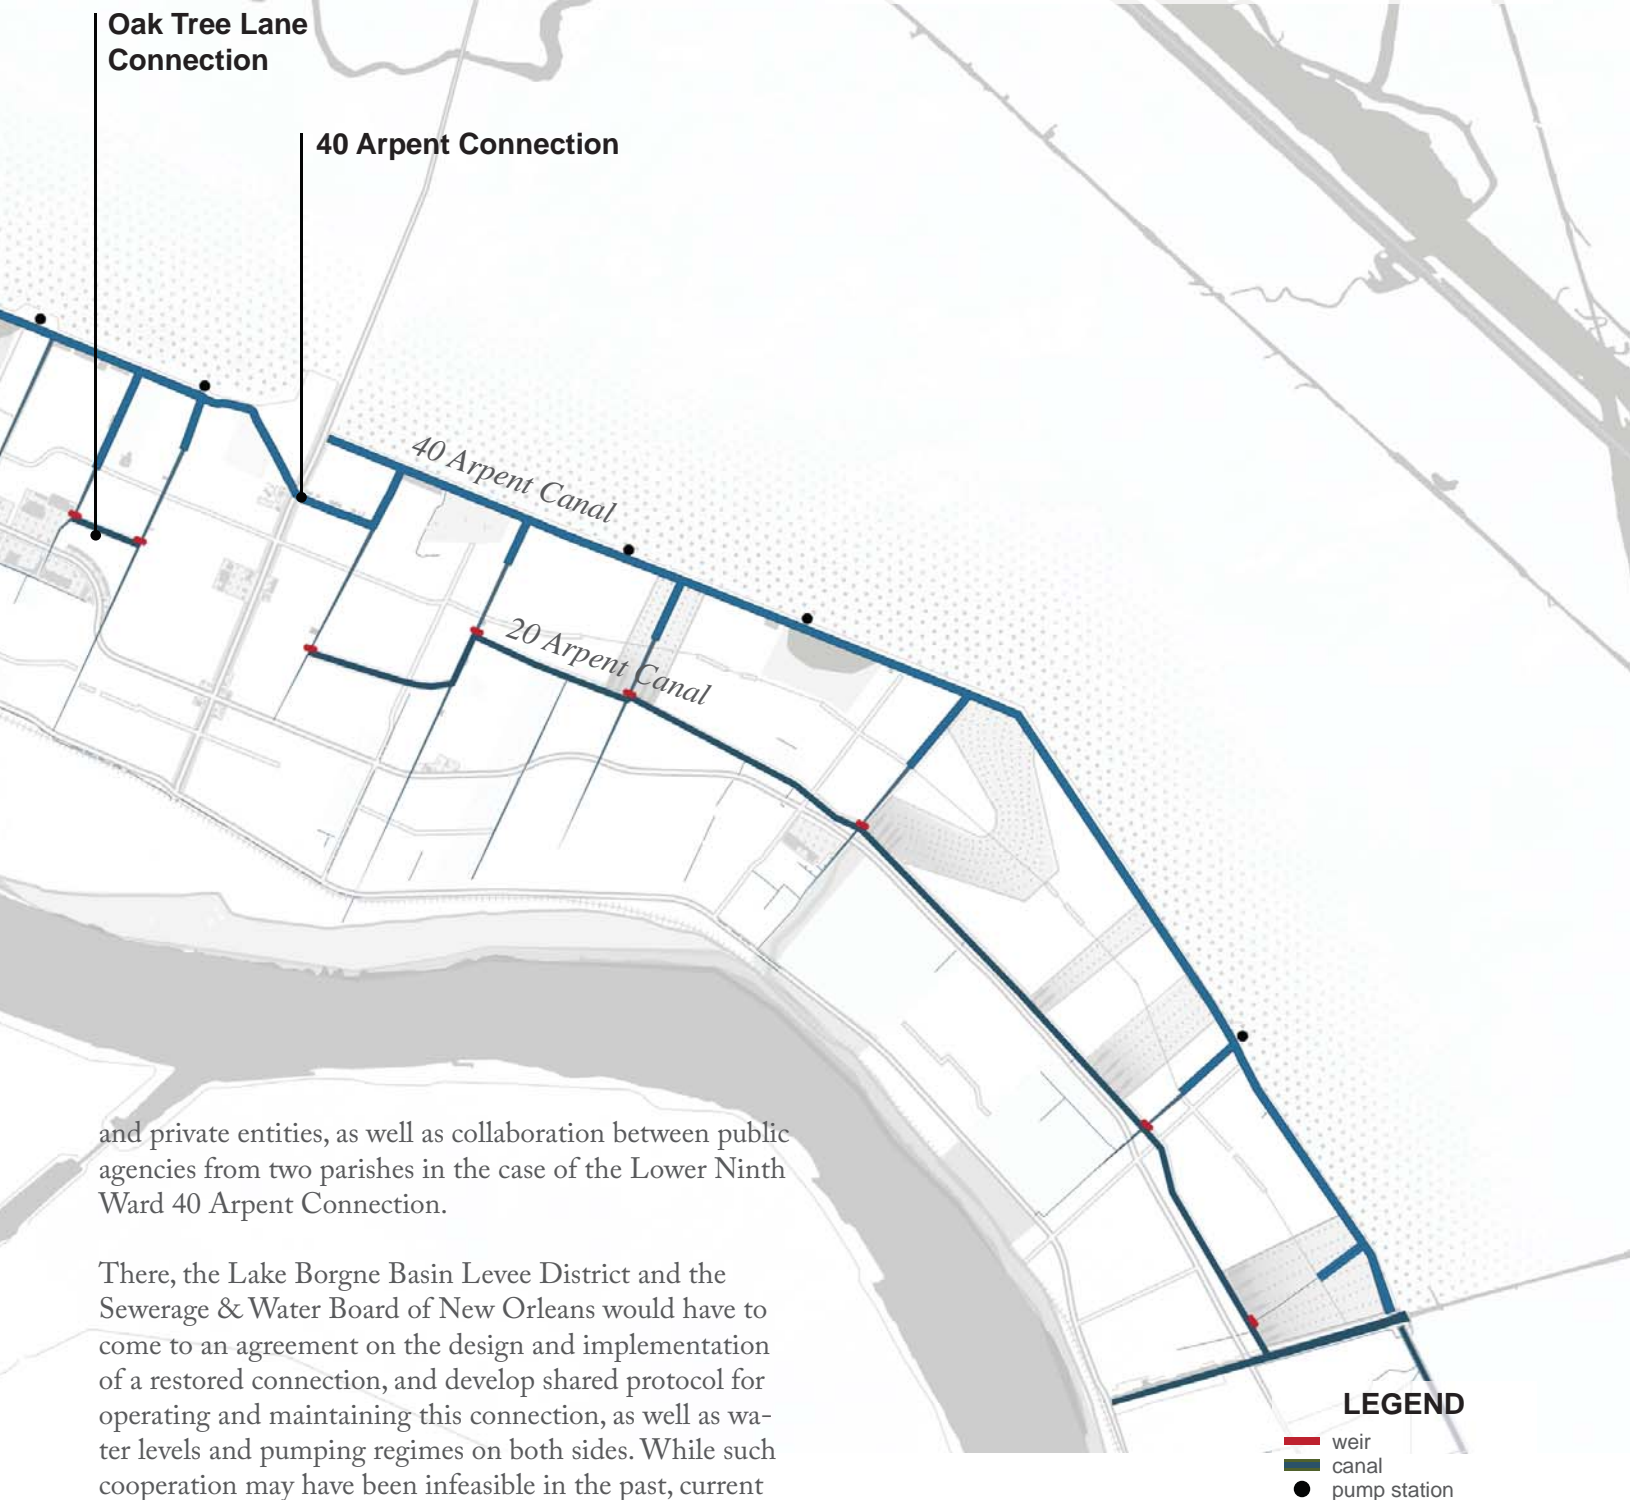 Oak Tree Lane
Connection
40 Arpent Connection
40 Arpent Canal
20 Arpent Canal
and private entities, as well as collaboration between public
agencies from two parishes in the case of the Lower Ninth
Ward 40 Arpent Connection.
There, the Lake Borgne Basin Levee District and the
Sewerage & Water Board of New Orleans would have to
come to an agreement on the design and implementation
of a restored connection, and develop shared protocol for
operating and maintaining this connection, as well as wa-
ter levels and pumping regimes on both sides. While such
cooperation may have been infeasible in the past, current
LEGEND
weir
canal
pump station